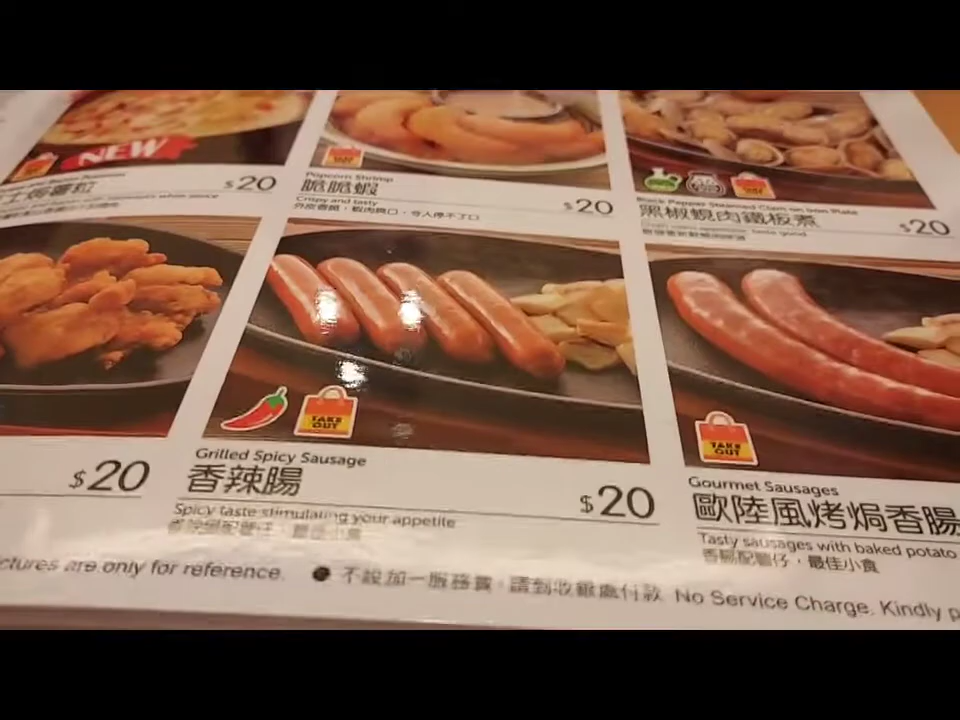 NEW
$20
Popcorn Shrimp
脆脆蝦
Crispy and tasty
$20
Black Pepper Steamed Clam on Iron Plate
黑椒蜆肉鐵板煮
$20
$20
TAKE OUT
Grilled Spicy Sausage
香辣腸
Spicy taste stimulating your appetite
$20
TAKE OUT
Gourmet Sausages
歐陸風烤焗香腸
Tasty sausages with baked potato
香腸配薯仔，最佳小食
ctures are only for reference.
● 不設加一服務費，請到收銀處付款 No Service Charge. Kindly p